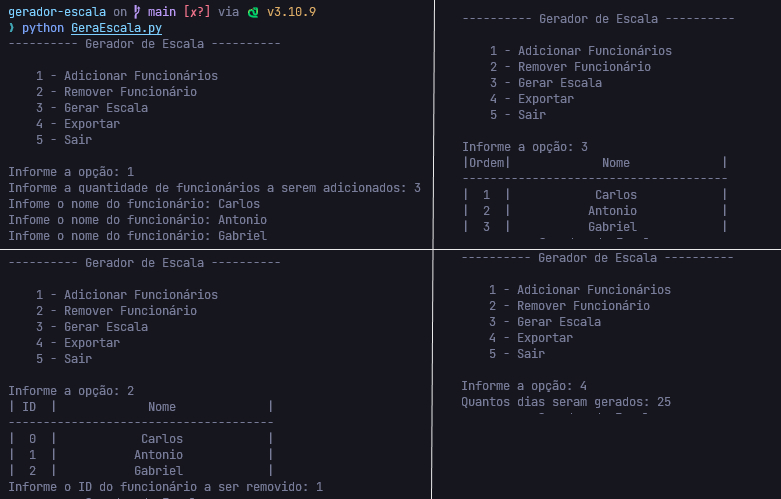 gerador-escala on main [x?] via v3.10.9
❯ python GeraEscala.py
---------- Gerador de Escala ----------
1 - Adicionar Funcionários
2 - Remover Funcionário
3 - Gerar Escala
4 - Exportar
5 - Sair
Informe a opção: 1
Informe a quantidade de funcionários a serem adicionados: 3
Infome o nome do funcionário: Carlos
Infome o nome do funcionário: Antonio
Infome o nome do funcionário: Gabriel
---------- Gerador de Escala ----------
1 - Adicionar Funcionários
2 - Remover Funcionário
3 - Gerar Escala
4 - Exportar
5 - Sair
Informe a opção: 3
|Ordem| Nome |
--------------------------------------
| 1 | Carlos |
| 2 | Antonio |
| 3 | Gabriel |
---------- Gerador de Escala ----------
1 - Adicionar Funcionários
2 - Remover Funcionário
3 - Gerar Escala
4 - Exportar
5 - Sair
Informe a opção: 2
| ID | Nome |
--------------------------------------
| 0 | Carlos |
| 1 | Antonio |
| 2 | Gabriel |
Informe o ID do funcionário a ser removido: 1
---------- Gerador de Escala ----------
1 - Adicionar Funcionários
2 - Remover Funcionário
3 - Gerar Escala
4 - Exportar
5 - Sair
Informe a opção: 4
Quantos dias seram gerados: 25